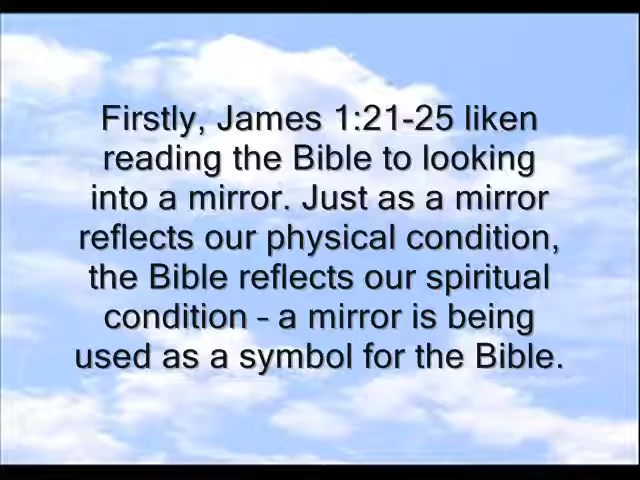 Firstly, James 1:21-25 liken
reading the Bible to looking
into a mirror. Just as a mirror
reflects our physical condition,
the Bible reflects our spiritual
condition – a mirror is being
used as a symbol for the Bible.